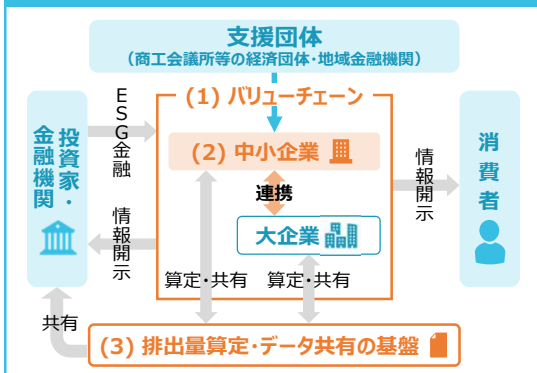 支援団体
（商工会議所等の経済団体・地域金融機関）
(1) バリューチェーン
ESG金融
投資家・
金融機関
(2) 中小企業
消費者
情報開示
連携
情報開示
大企業
算定・共有
算定・共有
共有
(3) 排出量算定・データ共有の基盤